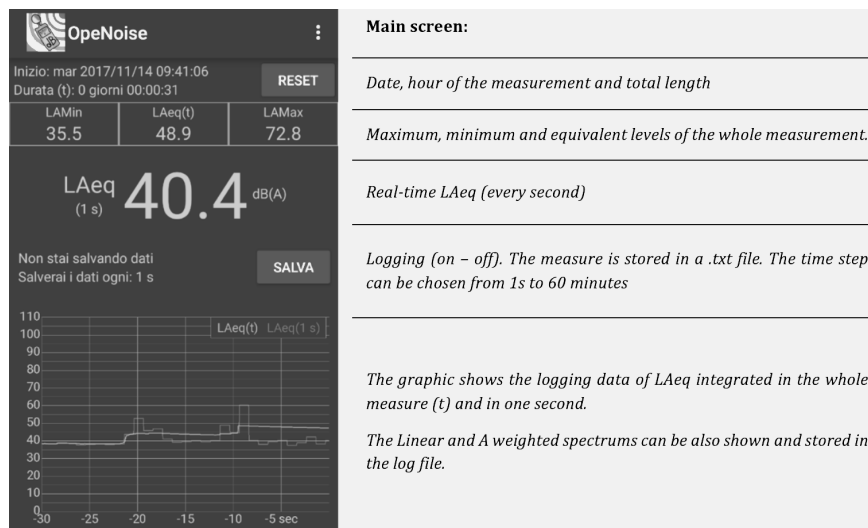 OpeNoise
Inizio: mar 2017/11/14 09:41:06
Durata (t): 0 giorni 00:00:31
RESET
LAMin
LAeq(t)
LAMax
35.5
48.9
72.8
LAeq
(1 s)
40.4
dB(A)
Non stai salvando dati
Salverai i dati ogni: 1 s
SALVA
LAeq(t) LAeq(1 s)
110
100
90
80
70
60
50
40
30
20
10
0
-30 -25 -20 -15 -10 -5 sec
Main screen:
Date, hour of the measurement and total length
Maximum, minimum and equivalent levels of the whole measurement.
Real-time LAeq (every second)
Logging (on – off). The measure is stored in a .txt file. The time step
can be chosen from 1s to 60 minutes
The graphic shows the logging data of LAeq integrated in the whole
measure (t) and in one second.
The Linear and A weighted spectrums can be also shown and stored in
the log file.